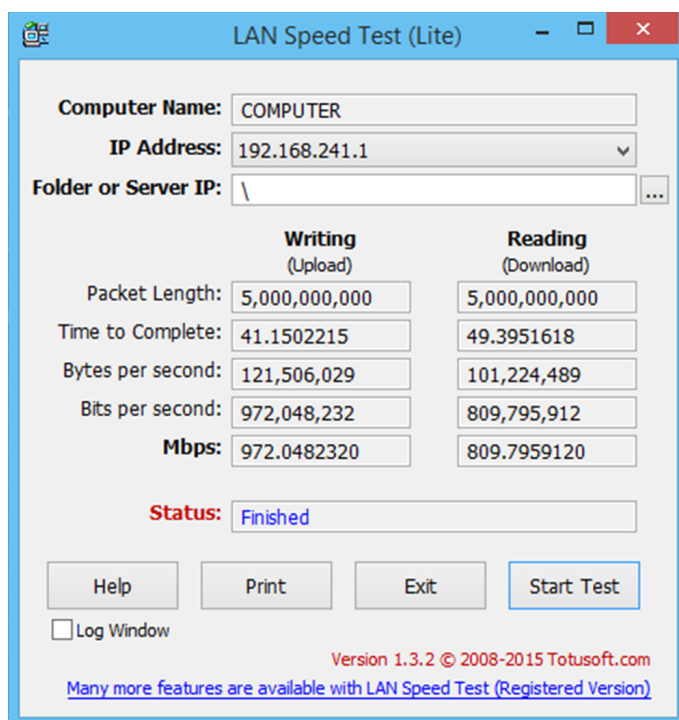 LAN Speed Test (Lite)
Computer Name: COMPUTER
IP Address: 192.168.241.1
Folder or Server IP: \ ...
Writing Reading
(Upload) (Download)
Packet Length: 5,000,000,000 5,000,000,000
Time to Complete: 41.1502215 49.3951618
Bytes per second: 121,506,029 101,224,489
Bits per second: 972,048,232 809,795,912
Mbps: 972.0482320 809.7959120
Status: Finished
Help Print Exit Start Test
Log Window
Version 1.3.2 © 2008-2015 Totusoft.com
Many more features are available with LAN Speed Test (Registered Version)